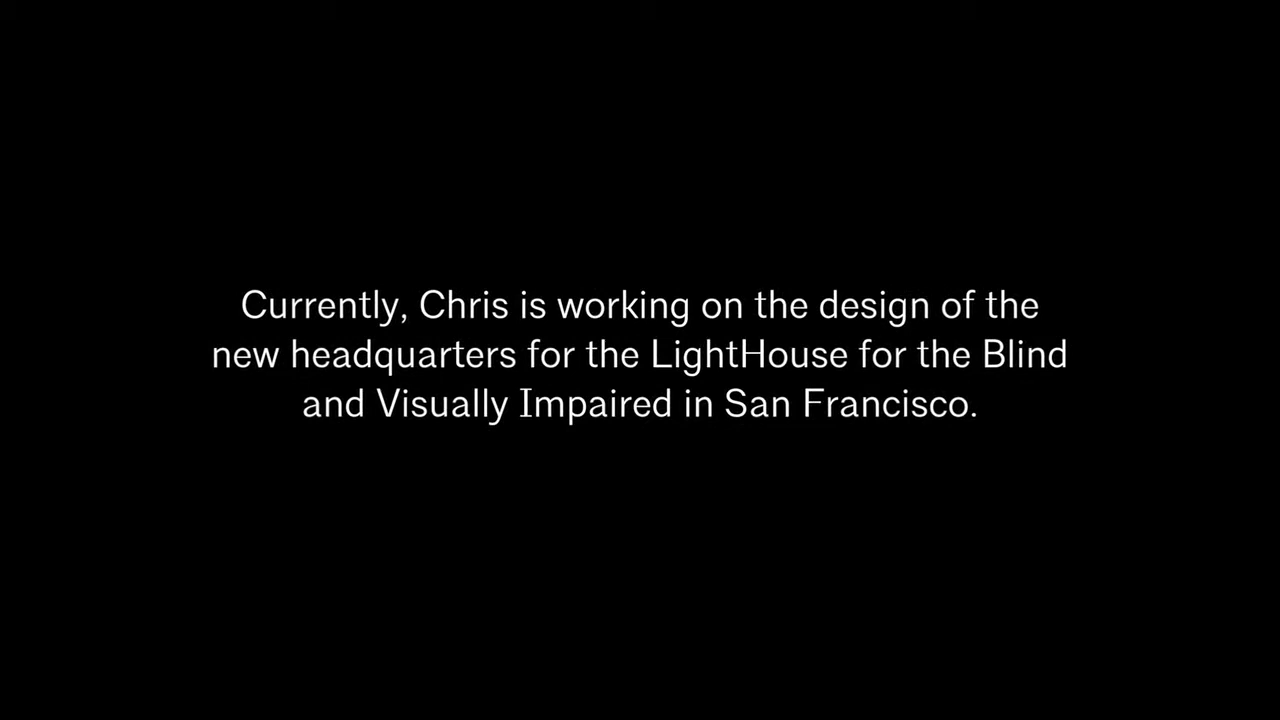 Currently, Chris is working on the design of the
new headquarters for the LightHouse for the Blind
and Visually Impaired in San Francisco.